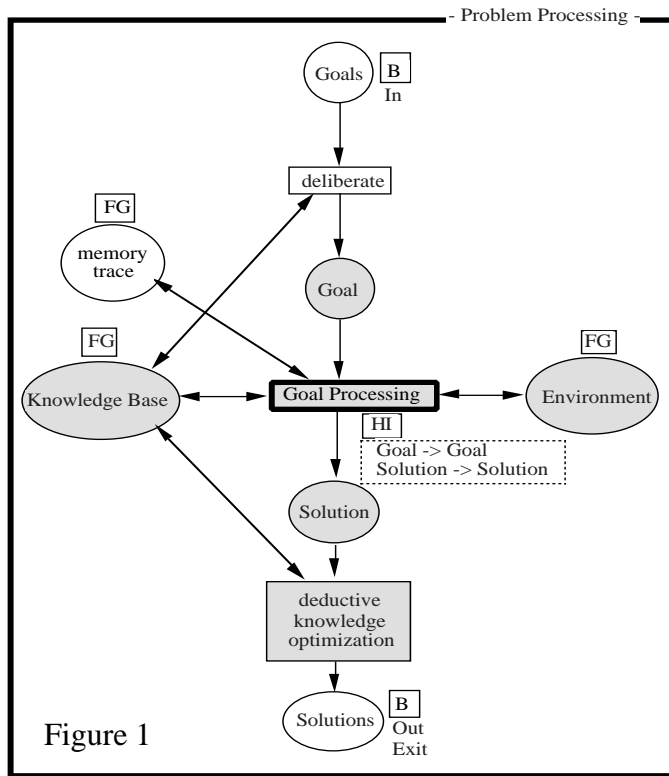 - Problem Processing -
Goals
B
In
deliberate
FG
memory
trace
Goal
FG
Knowledge Base
Goal Processing
FG
Environment
HI
Goal -> Goal
Solution -> Solution
Solution
deductive
knowledge
optimization
Solutions
B
Out
Exit
Figure 1